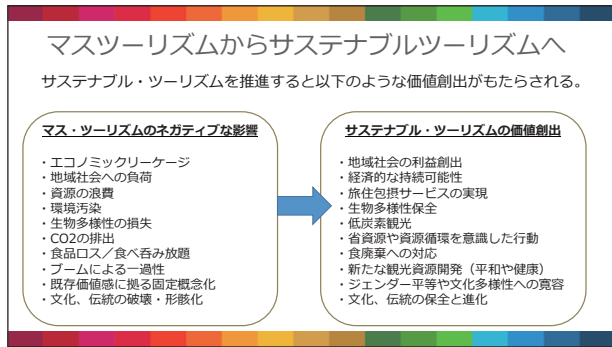 マスツーリズムからサステナブルツーリズムへ
サステナブル・ツーリズムを推進すると以下のような価値創出がもたらされる。
マス・ツーリズムのネガティブな影響
・エコノミックリーケージ
・地域社会への負荷
・資源の浪費
・環境汚染
・生物多様性の損失
・CO2の排出
・食品ロス／食べ呑み放題
・ブームによる一過性
・既存価値感に拠る固定概念化
・文化、伝統の破壊・形骸化
サステナブル・ツーリズムの価値創出
・地域社会の利益創出
・経済的な持続可能性
・旅住包摂サービスの実現
・生物多様性保全
・低炭素観光
・省資源や資源循環を意識した行動
・食廃棄への対応
・新たな観光資源開発（平和や健康）
・ジェンダー平等や文化多様性への寛容
・文化、伝統の保全と進化